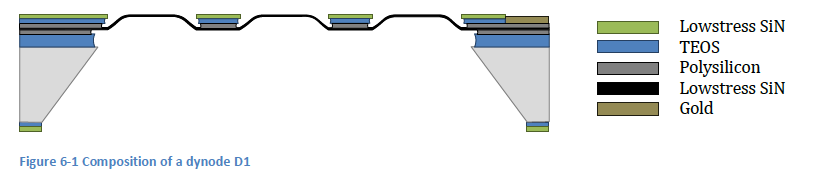 Lowstress SiN
TEOS
Polysilicon
Lowstress SiN
Gold
Figure 6-1 Composition of a dynode D1